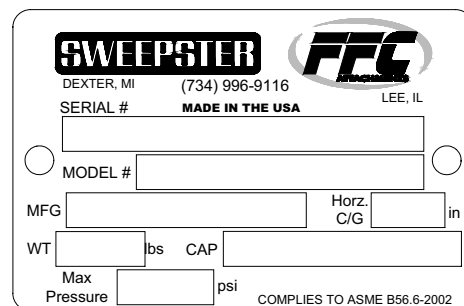 SWEEPSTER FFC
ATTACHMENTS
DEXTER, MI (734) 996-9116 LEE, IL
SERIAL # MADE IN THE USA
MODEL #
MFG Horz. C/G in
WT lbs CAP
Max Pressure psi
COMPLIES TO ASME B56.6-2002